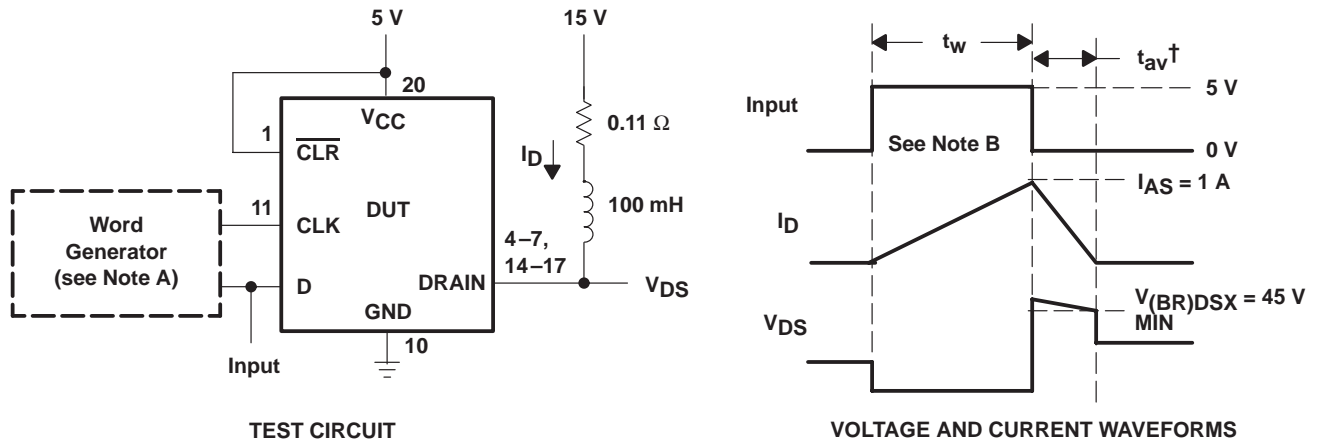 5 V
15 V
20
VCC
1
CLR
0.11 Ω
ID
11
CLK
DUT
100 mH
Word
Generator
(see Note A)
4–7,
14–17
D
DRAIN
VDS
GND
10
Input
TEST CIRCUIT
tw
tav†
Input
5 V
See Note B
0 V
IAS = 1 A
ID
V(BR)DSX = 45 V
MIN
VDS
VOLTAGE AND CURRENT WAVEFORMS